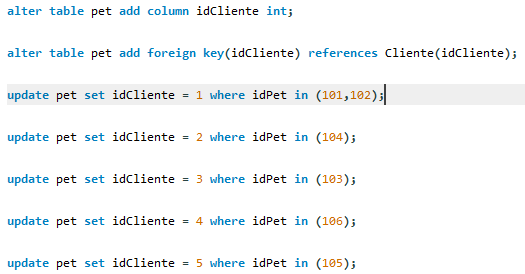 alter table pet add column idCliente int;
alter table pet add foreign key(idCliente) references Cliente(idCliente);
update pet set idCliente = 1 where idPet in (101,102);
update pet set idCliente = 2 where idPet in (104);
update pet set idCliente = 3 where idPet in (103);
update pet set idCliente = 4 where idPet in (106);
update pet set idCliente = 5 where idPet in (105);